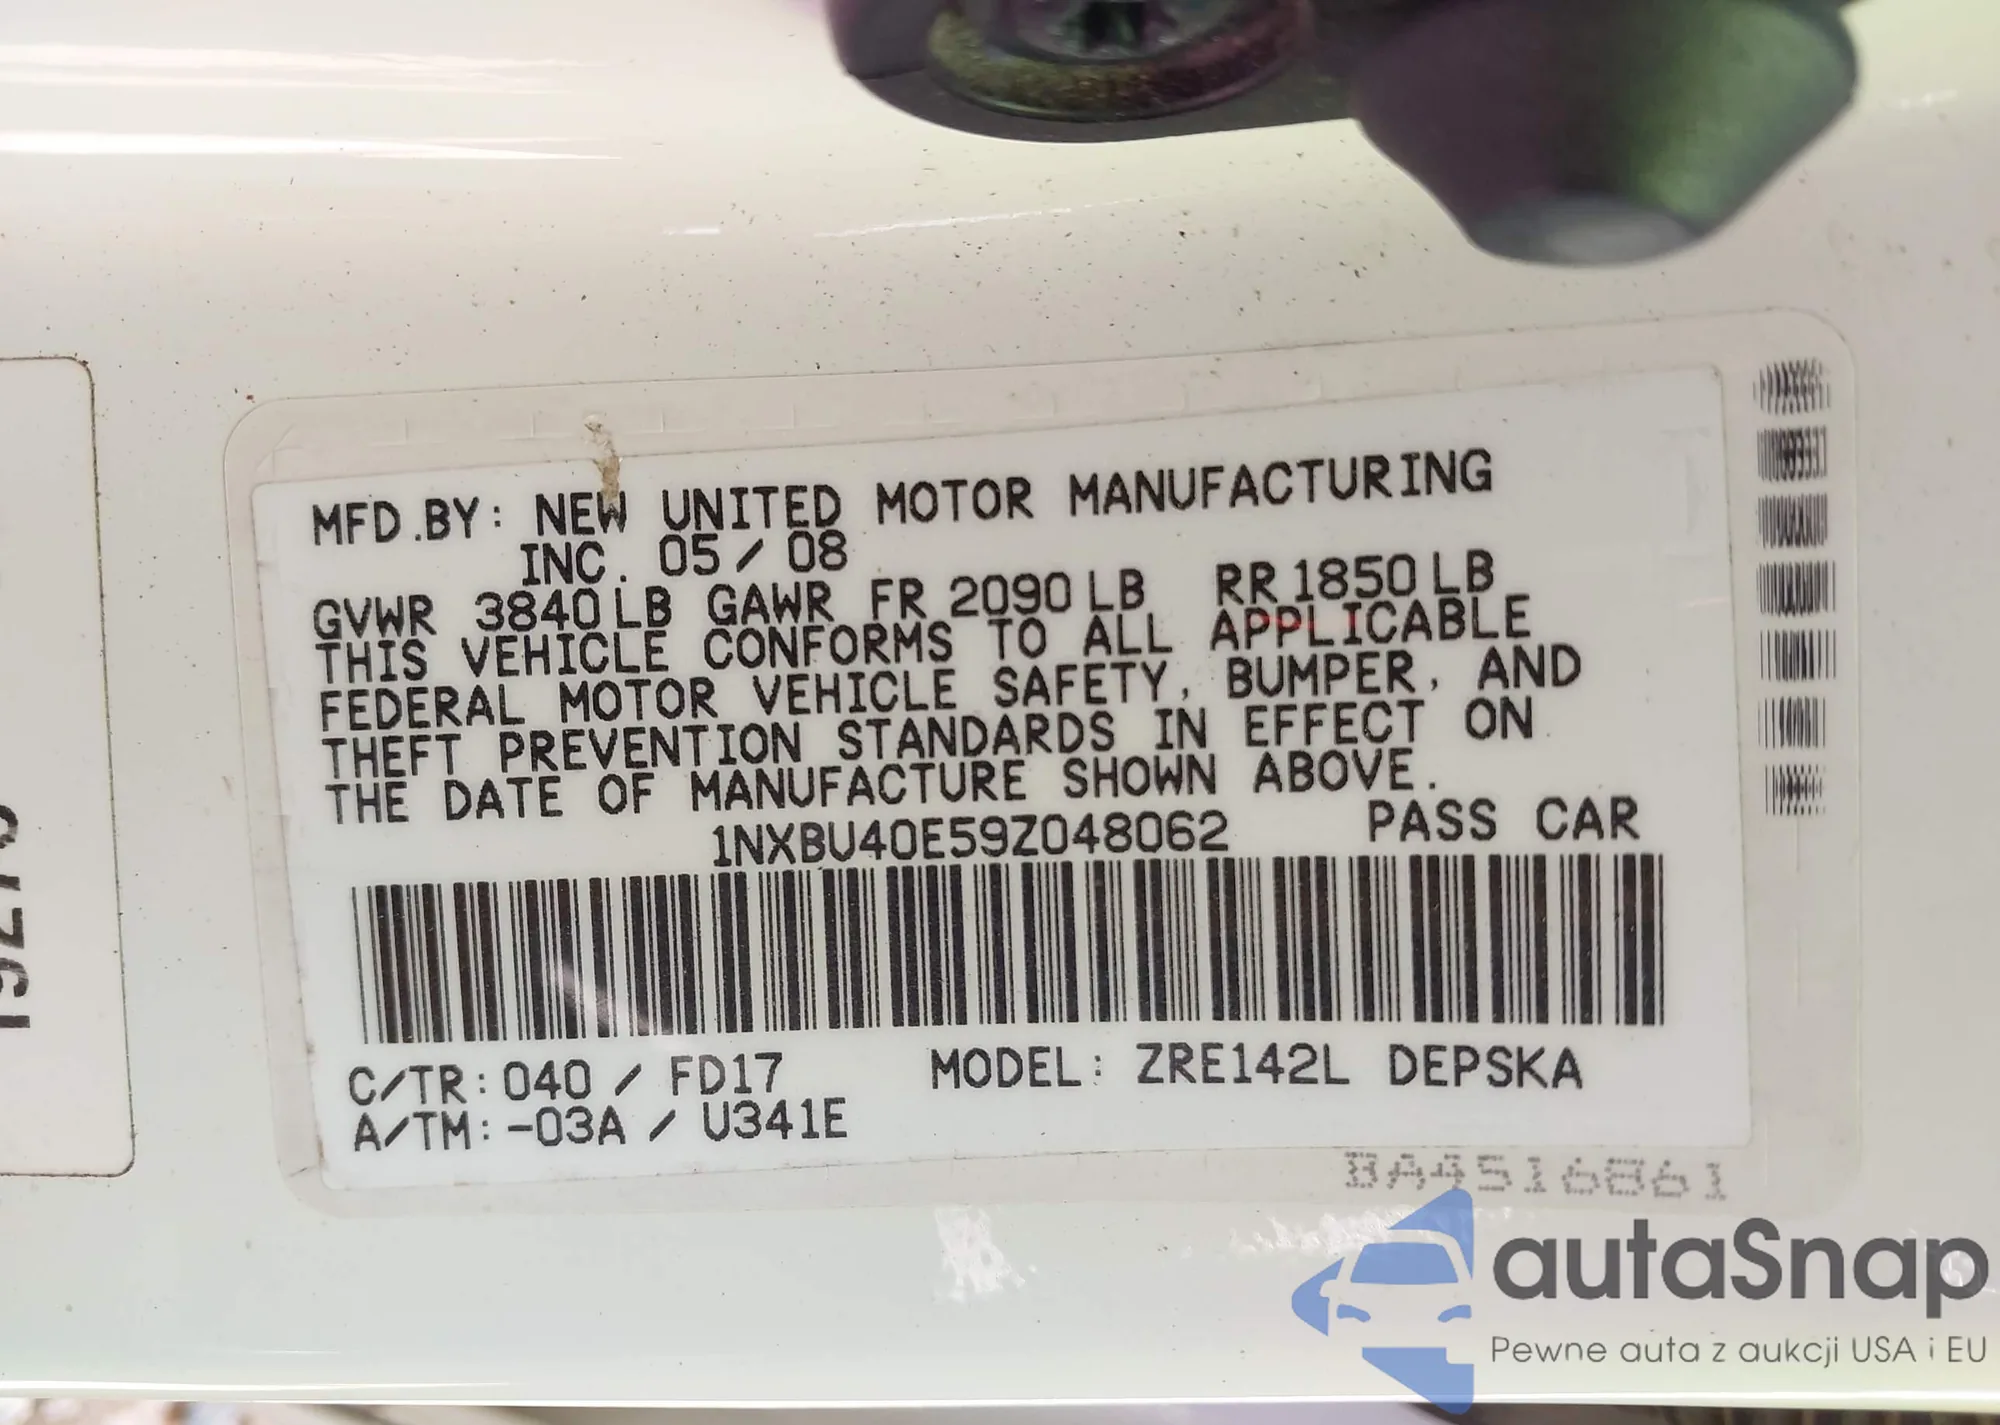 MFD.BY: NEW UNITED MOTOR MANUFACTURING
INC. 05/08
GVWR 3840LB GAWR FR 2090LB RR1850LB
THIS VEHICLE CONFORMS TO ALL APPLICABLE
FEDERAL MOTOR VEHICLE SAFETY, BUMPER, AND
THEFT PREVENTION STANDARDS IN EFFECT ON
THE DATE OF MANUFACTURE SHOWN ABOVE.
1NXBU40E59Z048062 PASS CAR
C/TR: 040 / FD17 MODEL: ZRE142L DEPSKA
A/TM: -03A / U341E
BA4516861
autaSnap
Pewne auta z aukcji USA i EU